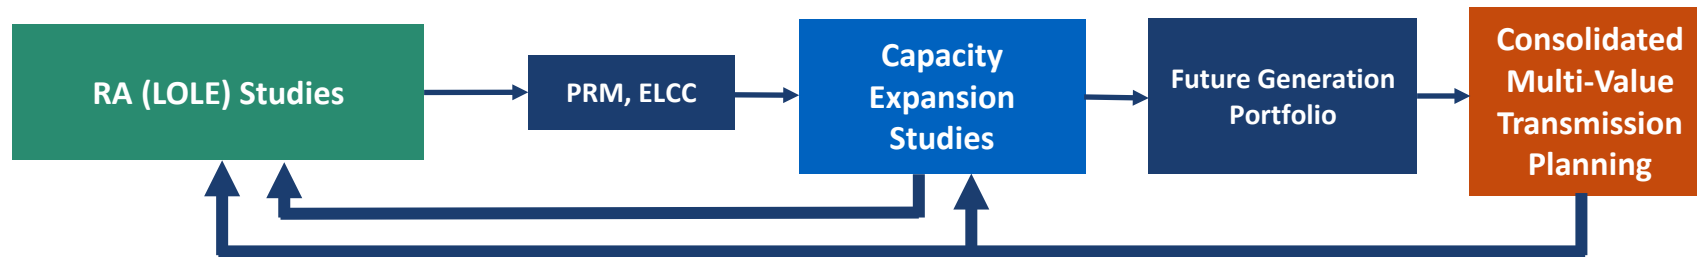 RA (LOLE) Studies
PRM, ELCC
Capacity
Expansion
Studies
Future Generation
Portfolio
Consolidated
Multi-Value
Transmission
Planning